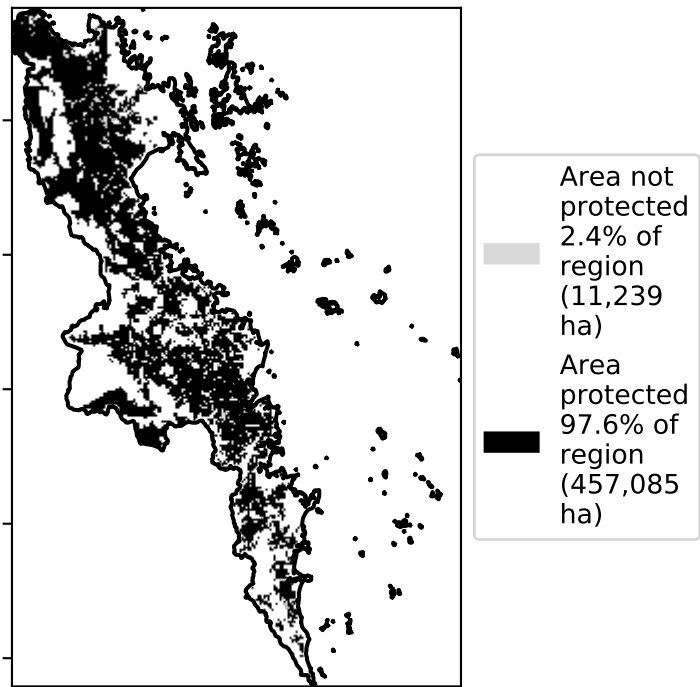 Area not
protected
2.4% of
region
(11,239
ha)
Area
protected
97.6% of
region
(457,085
ha)